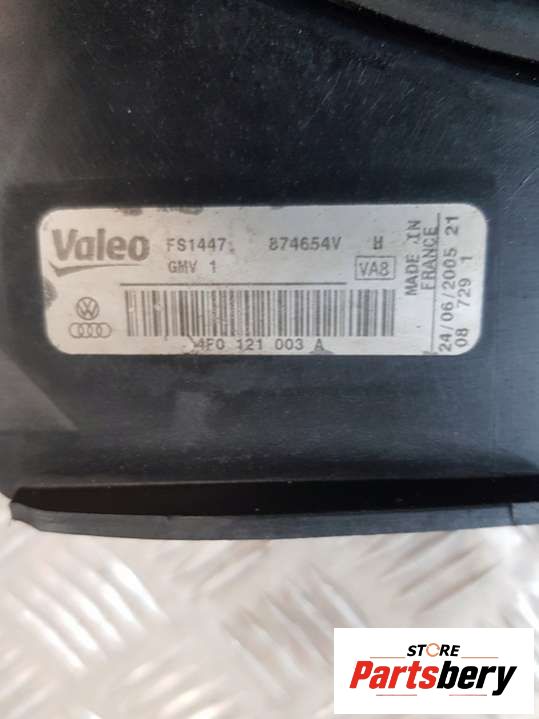 Valeo FS1447 874654V H
GMV 1 VA8
4F0 121 003 A
MADE IN
FRANCE
24/06/2005 21
08 729 1
STORE
Partsbery